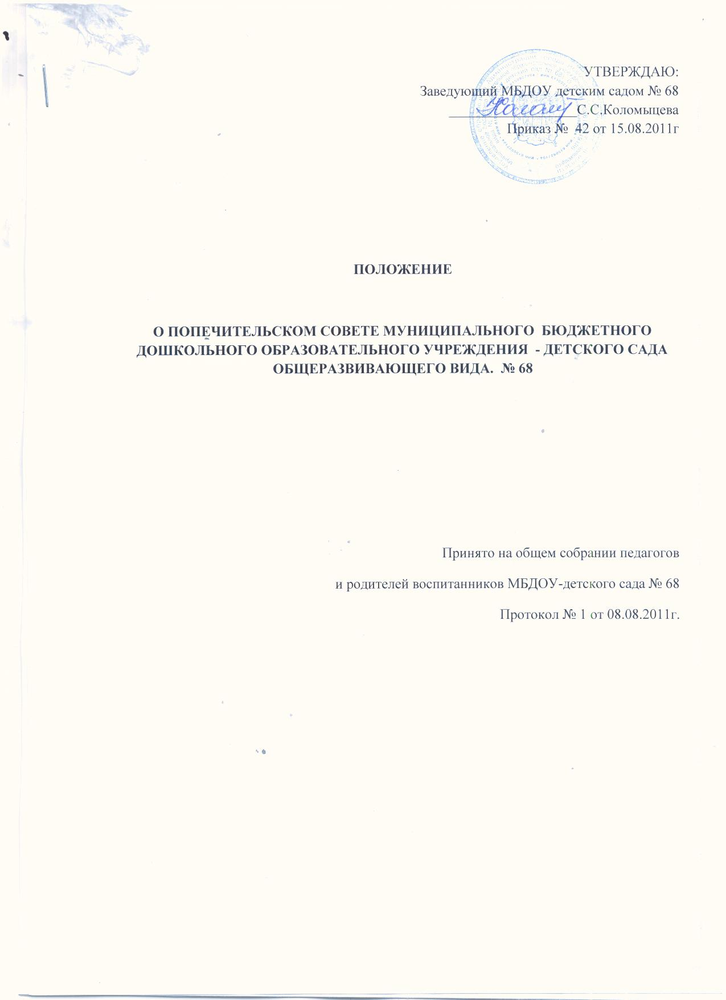 УТВЕРЖДАЮ:
Заведующий МБДОУ детским садом № 68
С.С.Коломыцева
Приказ №  42 от 15.08.2011г
ПОЛОЖЕНИЕ
О ПОПЕЧИТЕЛЬСКОМ СОВЕТЕ МУНИЦИПАЛЬНОГО  БЮДЖЕТНОГО
ДОШКОЛЬНОГО ОБРАЗОВАТЕЛЬНОГО УЧРЕЖДЕНИЯ  - ДЕТСКОГО САДА
ОБЩЕРАЗВИВАЮЩЕГО ВИДА.  № 68
Принято на общем собрании педагогов
и родителей воспитанников МБДОУ-детского сада № 68
Протокол № 1 от 08.08.2011г.